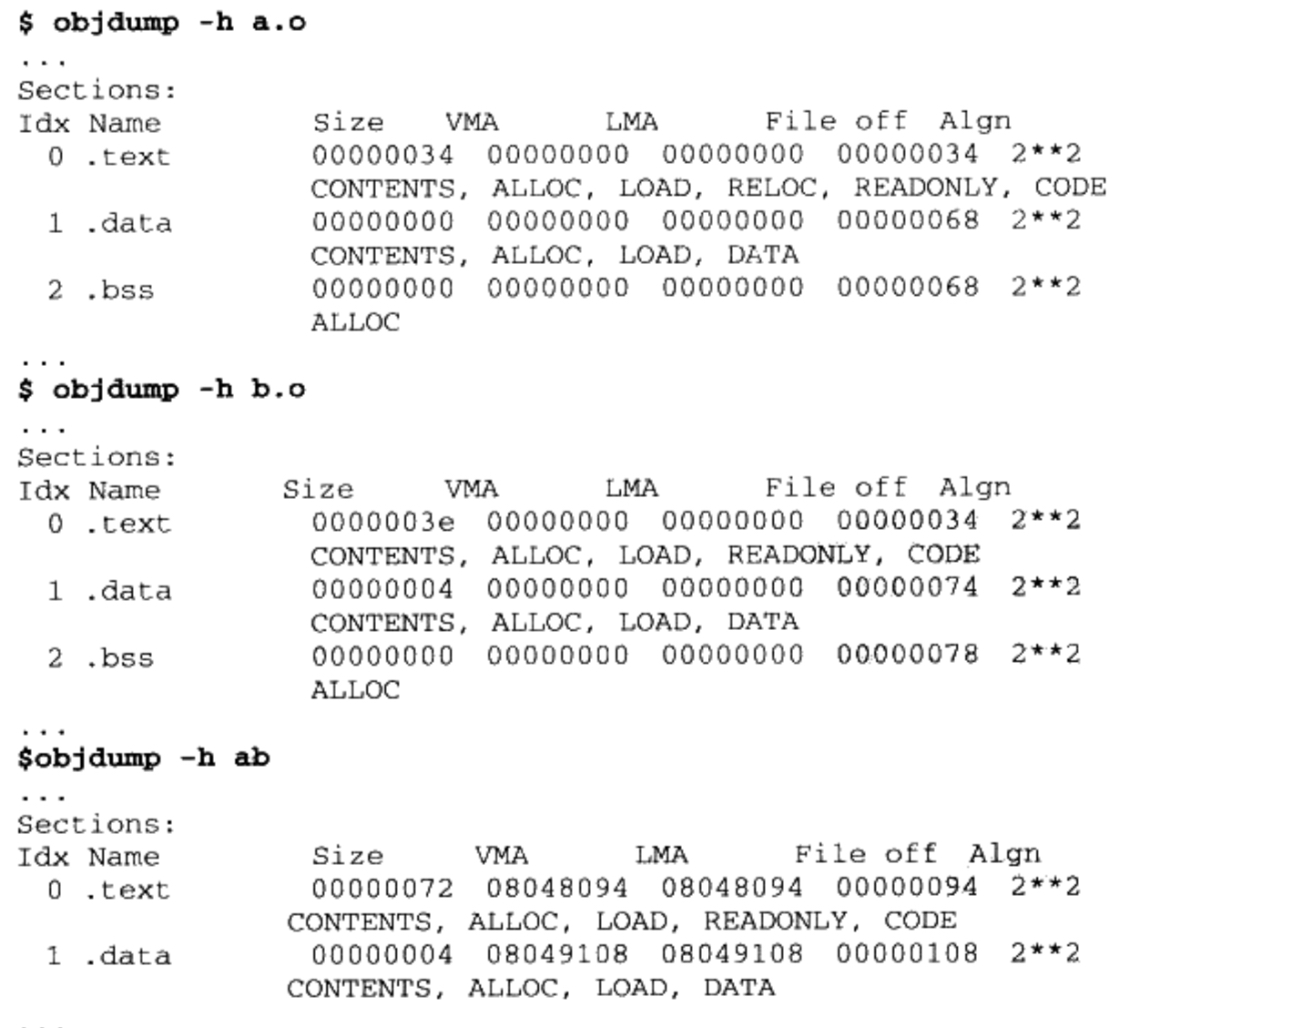 $ objdump -h a.o
...
Sections:
Idx Name Size VMA LMA File off Algn
0 .text 00000034 00000000 00000000 00000034 2**2
CONTENTS, ALLOC, LOAD, RELOC, READONLY, CODE
1 .data 00000000 00000000 00000000 00000068 2**2
CONTENTS, ALLOC, LOAD, DATA
2 .bss 00000000 00000000 00000000 00000068 2**2
ALLOC
...
$ objdump -h b.o
...
Sections:
Idx Name Size VMA LMA File off Algn
0 .text 0000003e 00000000 00000000 00000034 2**2
CONTENTS, ALLOC, LOAD, READONLY, CODE
1 .data 00000004 00000000 00000000 00000074 2**2
CONTENTS, ALLOC, LOAD, DATA
2 .bss 00000000 00000000 00000000 00000078 2**2
ALLOC
...
$objdump -h ab
...
Sections:
Idx Name Size VMA LMA File off Algn
0 .text 00000072 08048094 08048094 00000094 2**2
CONTENTS, ALLOC, LOAD, READONLY, CODE
1 .data 00000004 08049108 08049108 00000108 2**2
CONTENTS, ALLOC, LOAD, DATA
...